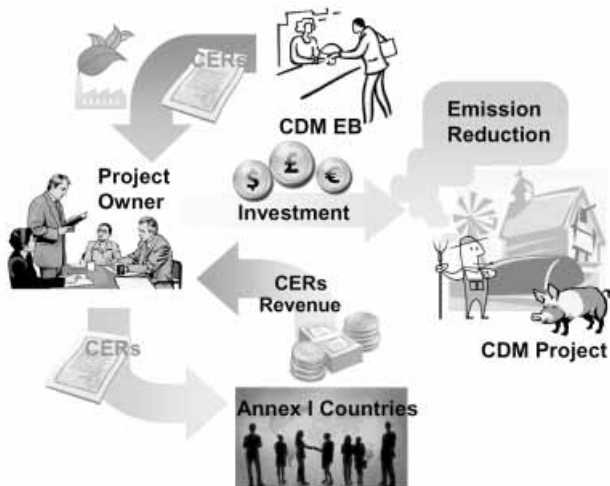 CERs
CDM EB
Emission
Reduction
Project
Owner
$ £ €
Investment
CERs
Revenue
CERs
CDM Project
Annex I Countries